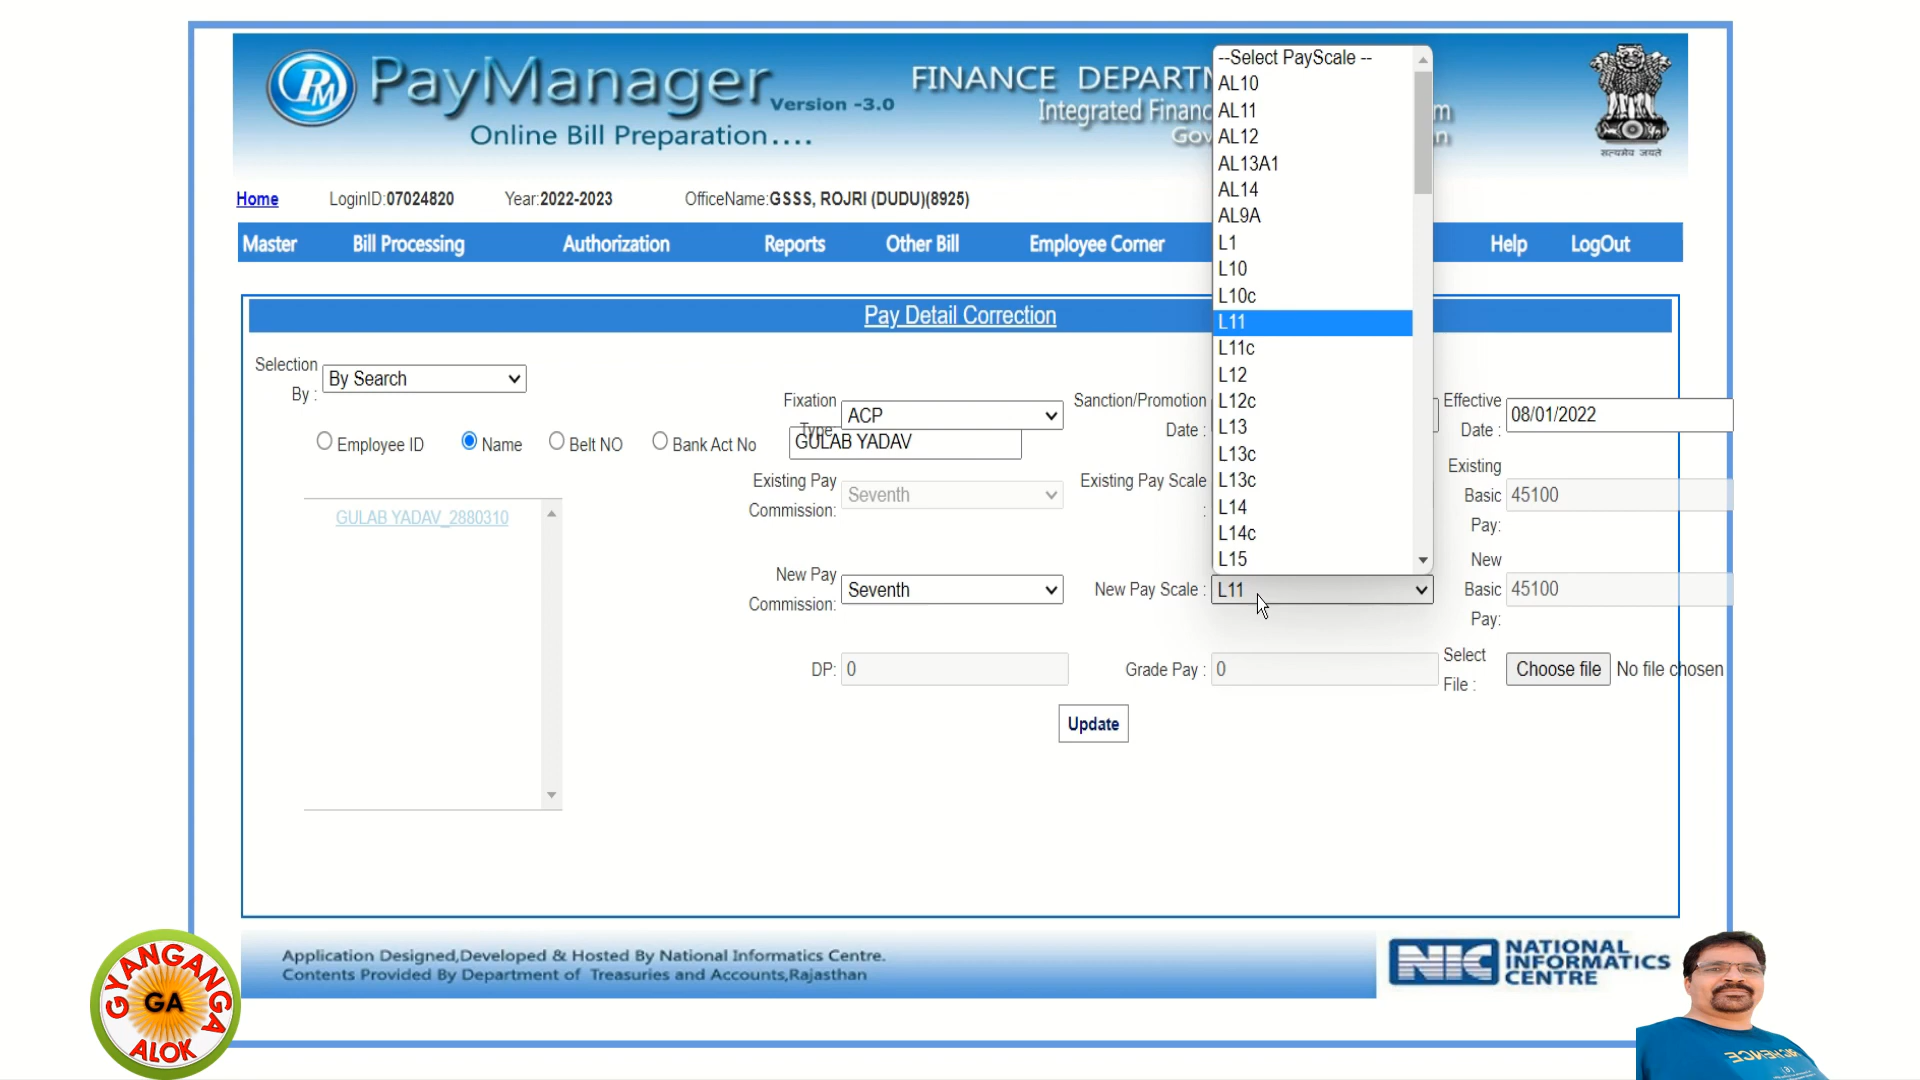 PM PayManager Version -3.0
Online Bill Preparation....
FINANCE DEPART
Integrated Financ m
Gov n
सत्यमेव जयते
Home LoginID:07024820 Year:2022-2023 OfficeName:GSSS, ROJRI (DUDU)(8925)
Master Bill Processing Authorization Reports Other Bill Employee Corner Help LogOut
--Select PayScale --
AL10
AL11
AL12
AL13A1
AL14
AL9A
L1
L10
L10c
L11
L11c
L12
L12c
L13
L13c
L13c
L14
L14c
L15
Pay Detail Correction
Selection By : By Search
Employee ID Name Belt NO Bank Act No GULAB YADAV
GULAB YADAV_2880310
Fixation Type: ACP
Sanction/Promotion Date :
Effective Date : 08/01/2022
Existing Pay Commission: Seventh
Existing Pay Scale :
Existing Basic Pay: 45100
New Pay Commission: Seventh
New Pay Scale : L11
New Basic Pay: 45100
DP: 0
Grade Pay : 0
Select File : Choose file No file chosen
Update
Application Designed,Developed & Hosted By National Informatics Centre.
Contents Provided By Department of Treasuries and Accounts,Rajasthan
NIC NATIONAL
INFORMATICS
CENTRE
GYANGANGA
GA
ALOK